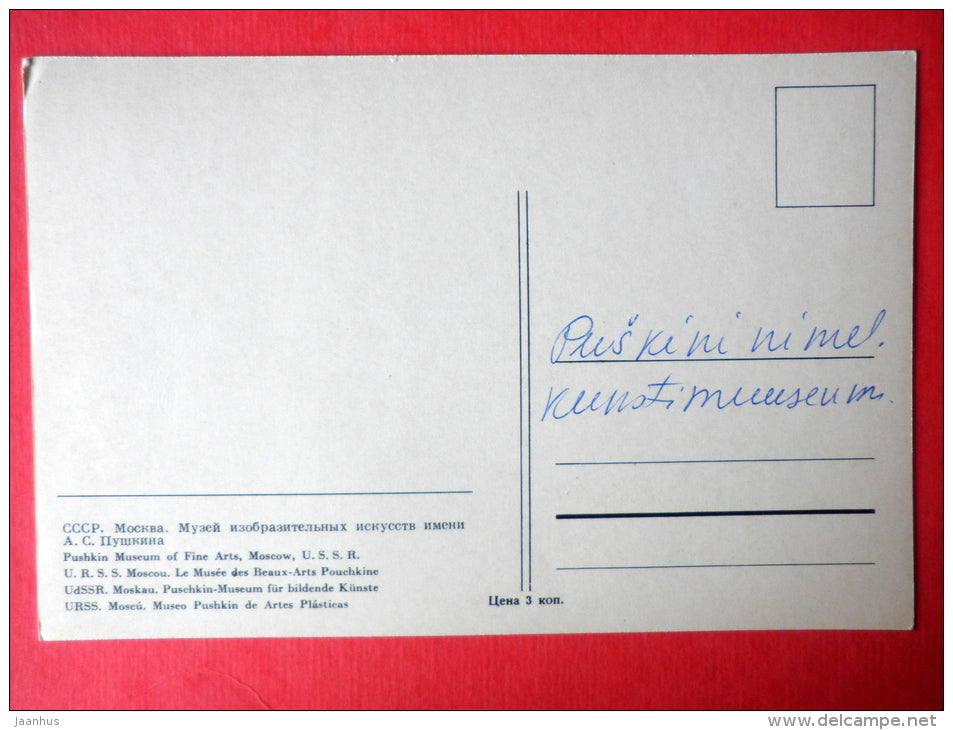 Puškini nimel.
kunstimuuseum.
СССР. Москва. Музей изобразительных искусств имени
А. С. Пушкина
Pushkin Museum of Fine Arts, Moscow, U. S. S. R.
U. R. S. S. Moscou. Le Musée des Beaux-Arts Pouchkine
UdSSR. Moskau. Puschkin-Museum für bildende Künste
URSS. Moscú. Museo Pushkin de Artes Plásticas
Цена 3 коп.
Jaanhus
www.delcampe.net